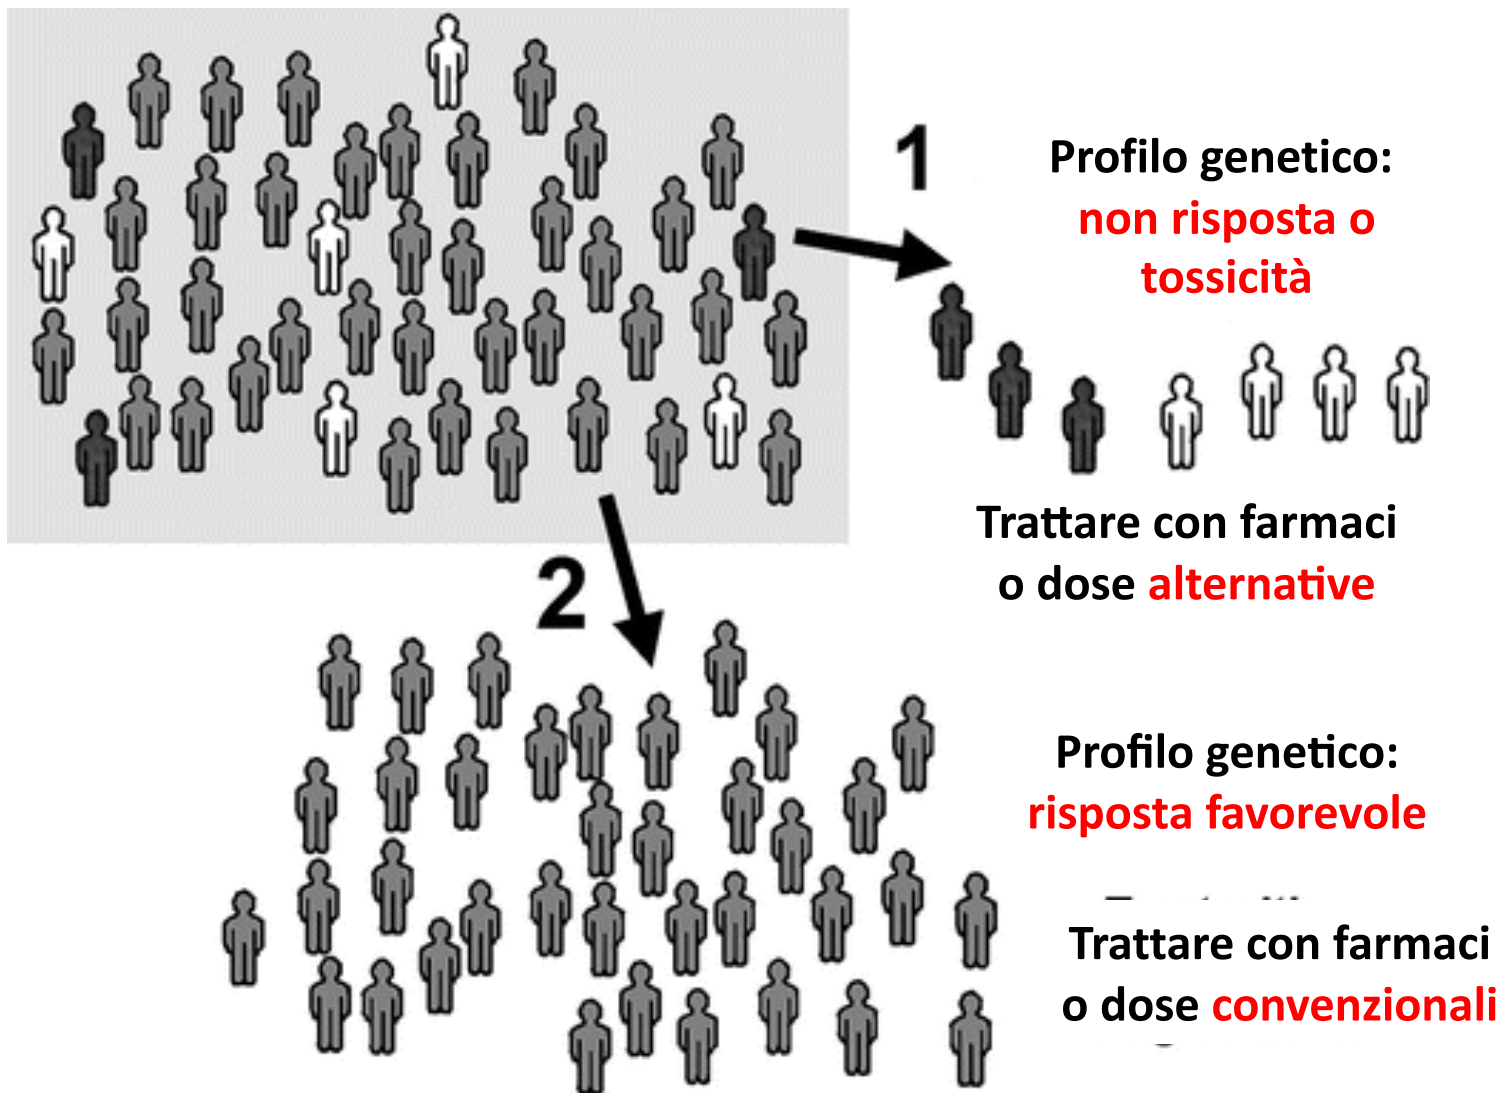 1
Profilo genetico:
non risposta o
tossicità
Trattare con farmaci
o dose alternative
2
Profilo genetico:
risposta favorevole
Trattare con farmaci
o dose convenzionali